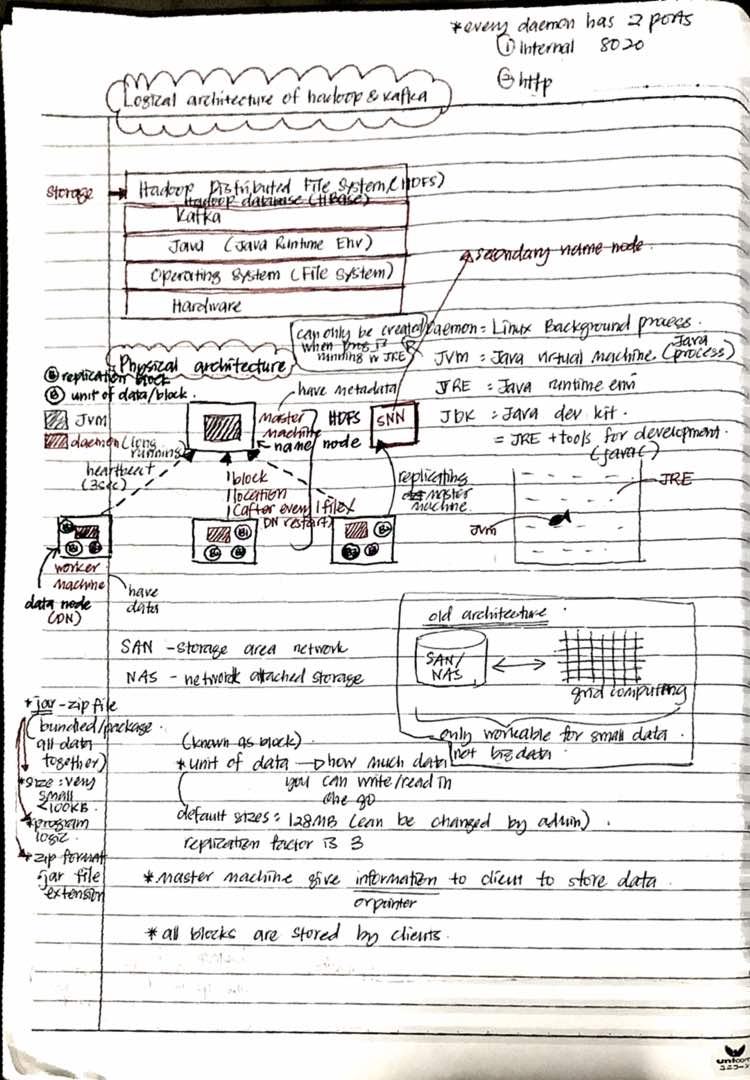 *every daemon has 2 ports
① Internal 8020
② http
Logical architecture of hadoop & kafka
storage
Hadoop Distributed File System (HDFS)
Hadoop database (HBase)
Kafka
Java (Java Runtime Env)
Operating System (File System)
Hardware
secondary name node
can only be created
when prog is
running in JRE
Daemon = Linux Background process.
JVM = Java virtual machine (Java process)
JRE = Java runtime env
JDK = Java dev kit.
= JRE + tools for development.
(javac)
Physical architecture
B replication block
B unit of data/block.
JVM
daemon (long
running)
have metadata
master
machine
name node
HDFS
SNN
heartbeat
(3sec)
block
location
(after every 1 file x
DN restart)
replicating
master
machine
JRE
JVM
B1
B2
worker
machine
data node
(DN)
have
data
SAN - storage area network
NAS - network attached storage
old architecture
SAN/
NAS
grid computing
only workable for small data
not big data
* jar - zip file
(bundled/package
all data
together)
* size: very
small
<100KB.
* program
logic.
* zip format
jar file
extension
(known as block)
* unit of data → how much data
you can write/read in
one go
default sizes = 128MB (can be changed by admin).
replication factor is 3
* master machine give information to client to store data.
or pointer
* all blocks are stored by clients.
unicorn
ユニコーン